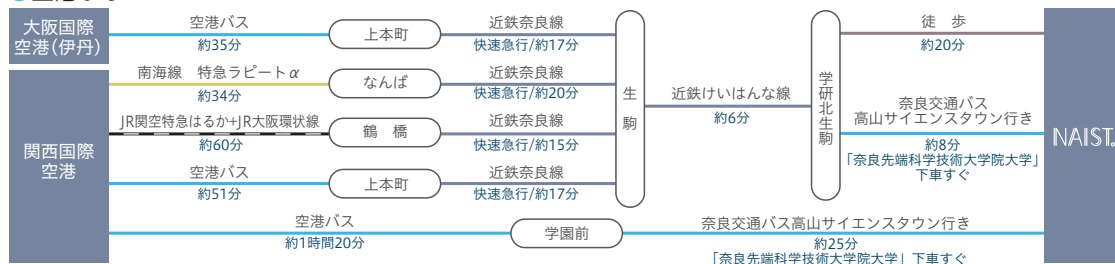 大阪国際
空港(伊丹)
空港バス
約35分
上本町
近鉄奈良線
快速急行/約17分
関西国際
空港
南海線 特急ラピートα
約34分
なんば
近鉄奈良線
快速急行/約20分
JR関空特急はるか+JR大阪環状線
約60分
鶴橋
近鉄奈良線
快速急行/約15分
空港バス
約51分
上本町
近鉄奈良線
快速急行/約17分
生駒
近鉄けいはんな線
約6分
学研北生駒
徒歩
約20分
奈良交通バス
高山サイエンスタウン行き
約8分
「奈良先端科学技術大学院大学」
下車すぐ
空港バス
約1時間20分
学園前
奈良交通バス高山サイエンスタウン行き
約25分
「奈良先端科学技術大学院大学」下車すぐ
NAIST®